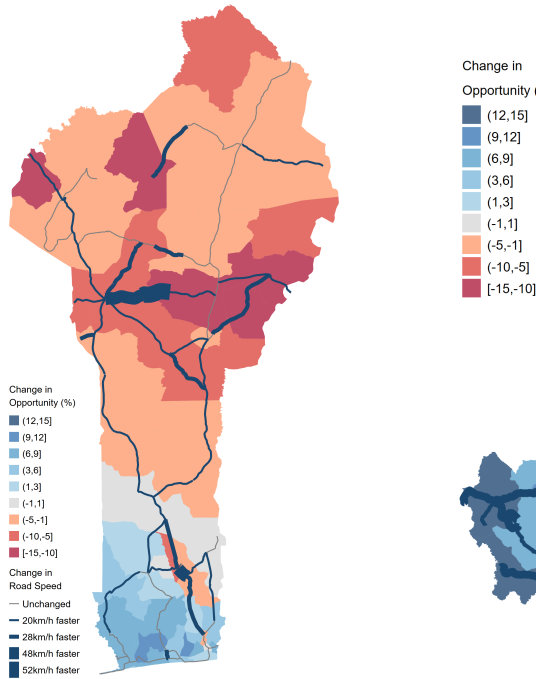 Change in
Opportunity (
(12,15]
(9,12]
(6,9]
(3,6]
(1,3]
(-1,1]
(-5,-1]
(-10,-5]
[-15,-10]
Change in
Opportunity (%)
(12,15]
(9,12]
(6,9]
(3,6]
(1,3]
(-1,1]
(-5,-1]
(-10,-5]
[-15,-10]
Change in
Road Speed
Unchanged
20km/h faster
28km/h faster
48km/h faster
52km/h faster